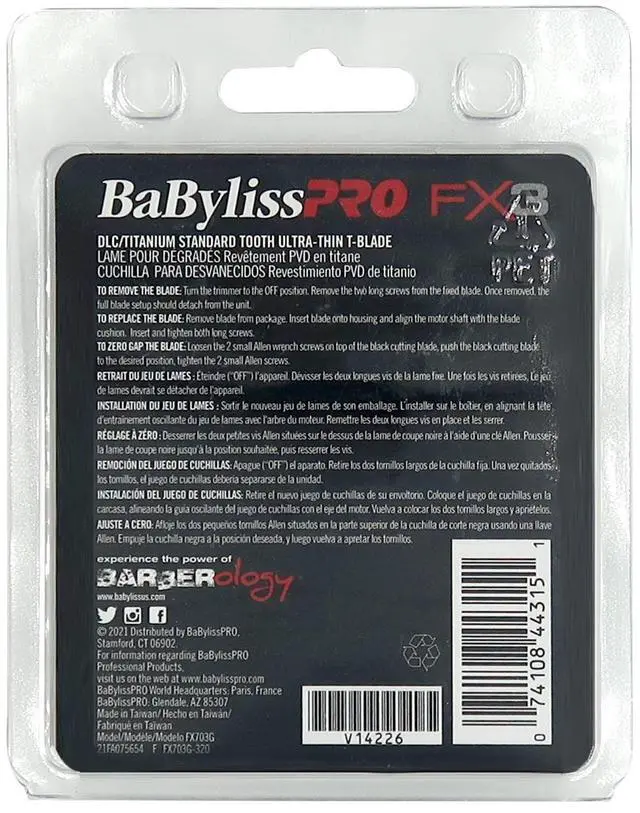 BaBylissPRO FX3
PET
DLC/TITANIUM STANDARD TOOTH ULTRA-THIN T-BLADE
LAME POUR DÉGRADÉS Revêtement PVD en titane
CUCHILLA PARA DESVANECIDOS Revestimiento PVD de titanio
TO REMOVE THE BLADE: Turn the trimmer to the OFF position. Remove the two long screws from the fixed blade. Once removed, the
full blade setup should detach from the unit.
TO REPLACE THE BLADE: Remove blade from package. Insert blade onto housing and align the motor shaft with the blade
cushion. Insert and tighten both long screws.
TO ZERO GAP THE BLADE: Loosen the 2 small Allen wrench screws on top of the black cutting blade, push the black cutting blade
to the desired position, tighten the 2 small Allen screws.
RETRAIT DU JEU DE LAMES : Éteindre ("OFF") l'appareil. Dévisser les deux longues vis de la lame fixe. Une fois les vis retirées, Le jeu
de lames devrait se détacher de l'appareil.
INSTALLATION DU JEU DE LAMES : Sortir le nouveau jeu de lames de son emballage. L'installer sur le boîtier, en alignant la tête
d'entraînement oscillante du jeu de lames avec l'arbre du moteur. Remettre les deux longues vis en place et les serrer.
RÉGLAGE À ZÉRO : Desserrer les deux petites vis Allen situées sur le dessus de la lame de coupe noire à l'aide d'une clé Allen. Pousser
la lame de coupe noire jusqu'à la position souhaitée, puis resserrer les vis.
REMOCIÓN DEL JUEGO DE CUCHILLAS: Apague ("OFF") el aparato. Retire los dos tornillos largos de la cuchilla fija. Una vez quitados
los tornillos, el juego de cuchillas debería separarse de la unidad.
INSTALACIÓN DEL JUEGO DE CUCHILLAS: Retire el nuevo juego de cuchillas de su envoltorio. Coloque el juego de cuchillas en la
carcasa, alineando la guía oscilante del juego de cuchillas con el eje del motor. Vuelva a colocar los dos tornillos largos y apriételos.
AJUSTE A CERO: Afloje los dos pequeños tornillos Allen situados en la parte superior de la cuchilla de corte negra usando una llave
Allen. Empuje la cuchilla negra a la posición deseada, y luego vuelva a apretar los tornillos.
experience the power of
BARBERology
www.babylissus.com
© 2021 Distributed by BaBylissPRO,
Stamford, CT 06902.
For information regarding BaBylissPRO
Professional Products,
visit us on the web at www.babylisspro.com
BaBylissPRO World Headquarters: Paris, France
BaBylissPRO: Glendale, AZ 85307
Made in Taiwan/ Hecho en Taiwán/
Fabriqué en Taiwan
Model/Modèle/Modelo FX703G
21FA075654 F FX703G-320
V14226
0 74108 44315 1